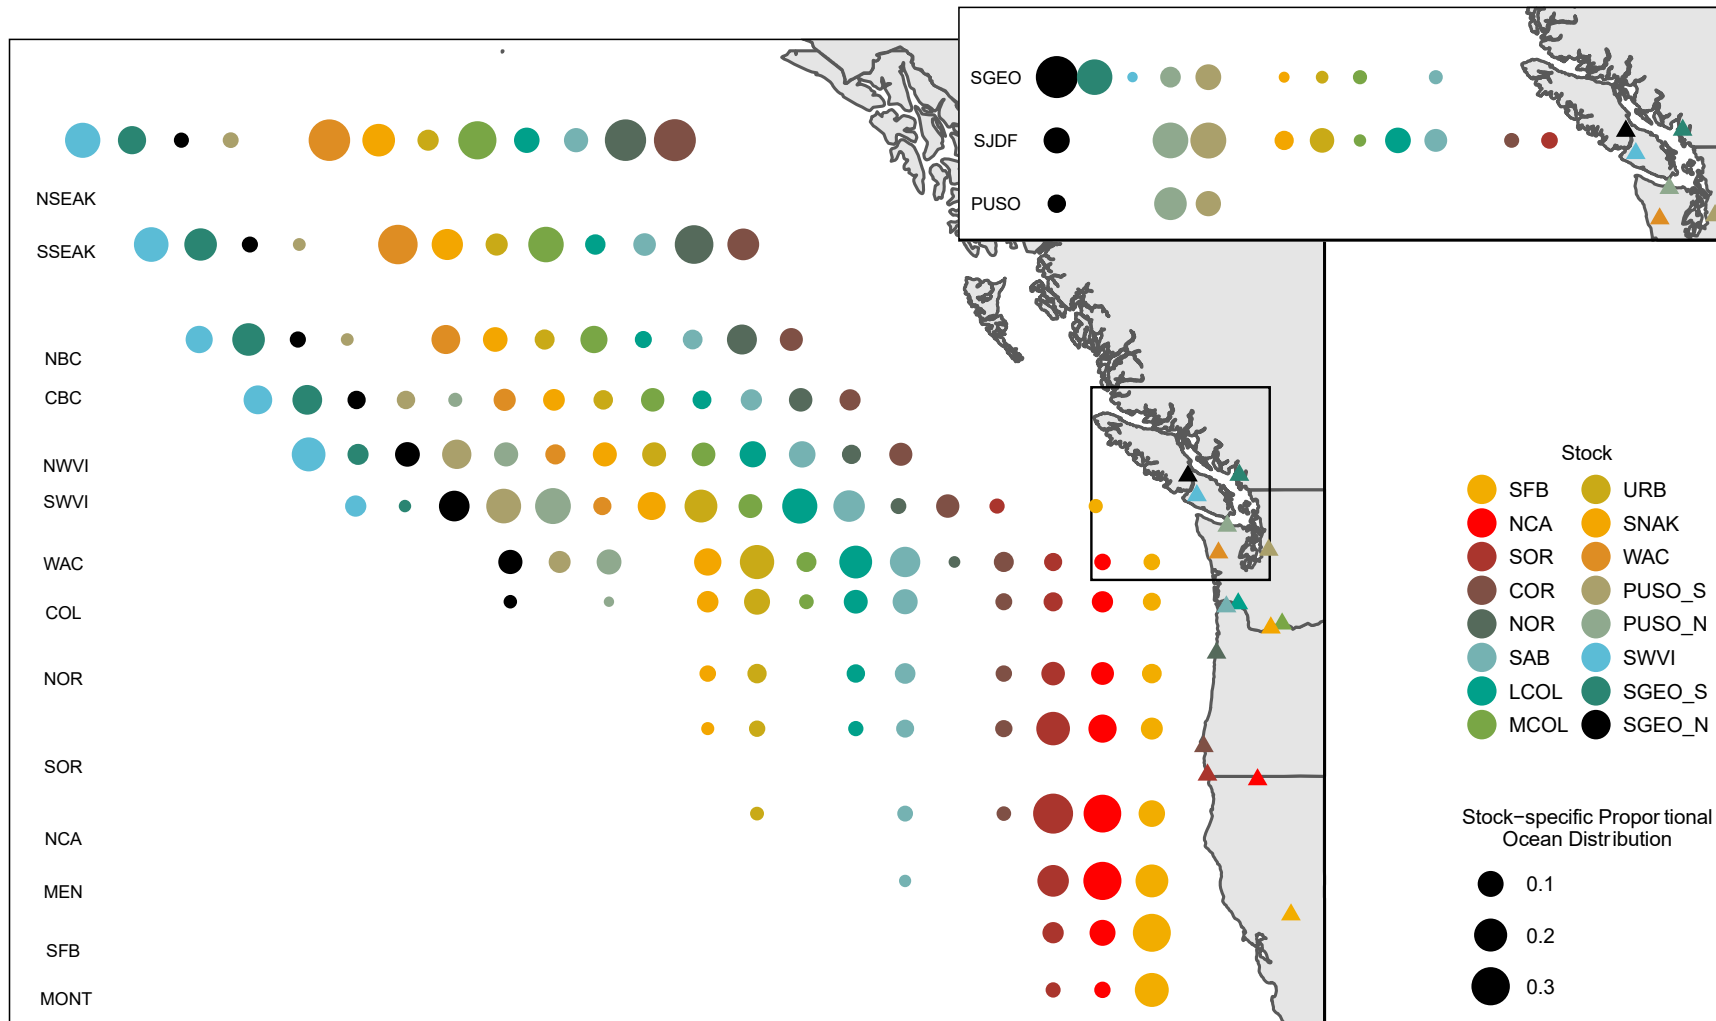 SGEO
SJDF
PUSO
NSEAK
SSEAK
NBC
CBC
NWVI
SWVI
WAC
COL
NOR
SOR
NCA
MEN
SFB
MONT
Stock
SFB URB
NCA SNAK
SOR WAC
COR PUSO_S
NOR PUSO_N
SAB SWVI
LCOL SGEO_S
MCOL SGEO_N
Stock−specific Propor tional
Ocean Distribution
0.1
0.2
0.3